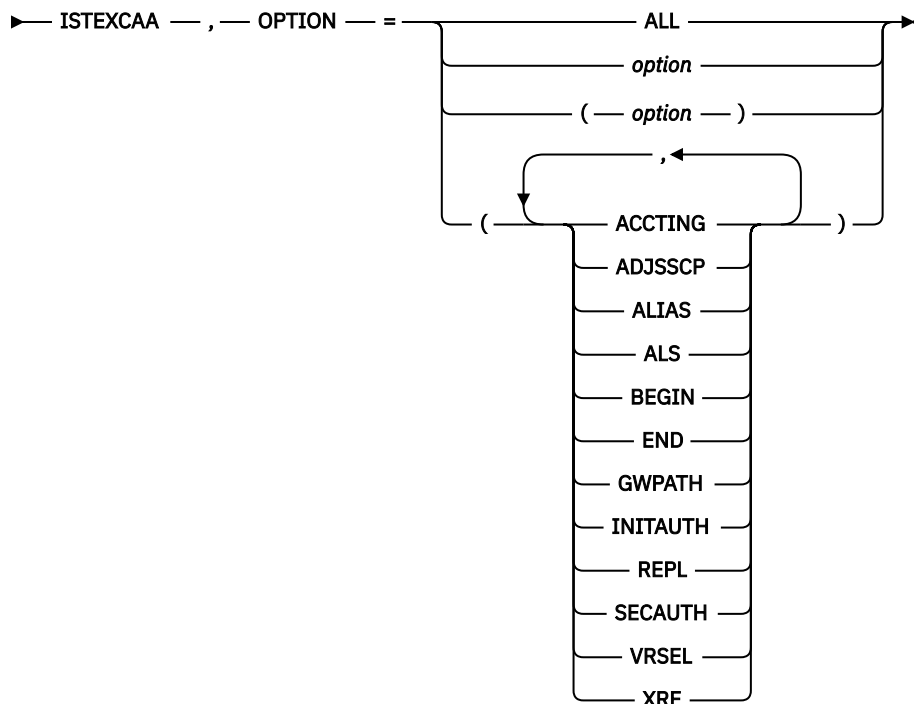 ISTEXCAA , OPTION = ALL
option
( option )
,
( ACCTING )
ADJSSCP
ALIAS
ALS
BEGIN
END
GWPATH
INITAUTH
REPL
SECAUTH
VRSEL
XRF